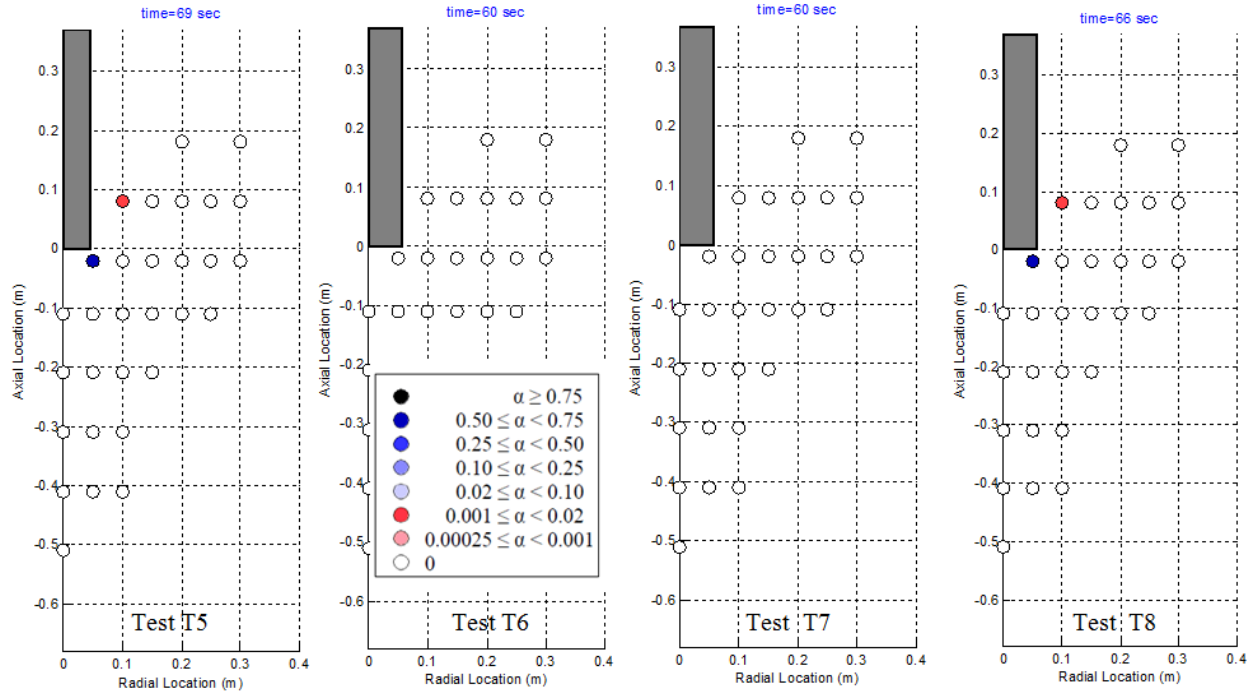 time=69 sec
0.3
0.2
0.1
0
-0.1
-0.2
-0.3
-0.4
-0.5
-0.6
Axial Location (m)
Test T5
0 0.1 0.2 0.3 0.4
Radial Location (m)
time=60 sec
0.3
0.2
0.1
0
-0.1
-0.2
-0.3
-0.4
-0.5
-0.6
Axial Location (m)
α ≥ 0.75
0.50 ≤ α < 0.75
0.25 ≤ α < 0.50
0.10 ≤ α < 0.25
0.02 ≤ α < 0.10
0.001 ≤ α < 0.02
0.00025 ≤ α < 0.001
0
Test T6
0 0.1 0.2 0.3 0.4
Radial Location (m)
time=60 sec
0.3
0.2
0.1
0
-0.1
-0.2
-0.3
-0.4
-0.5
-0.6
Axial Location (m)
Test T7
0 0.1 0.2 0.3 0.4
Radial Location (m)
time=66 sec
0.3
0.2
0.1
0
-0.1
-0.2
-0.3
-0.4
-0.5
-0.6
Axial Location (m)
Test T8
0 0.1 0.2 0.3 0.4
Radial Location (m)